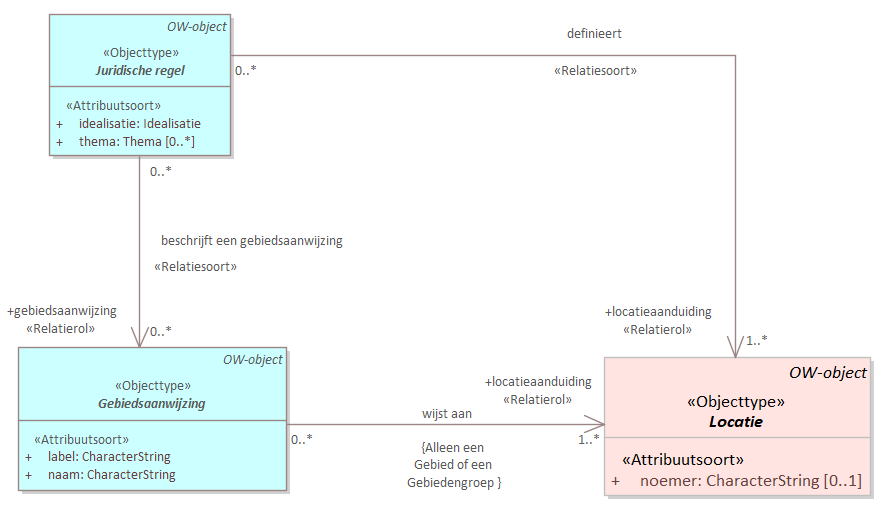 OW-object
«Objecttype»
Juridische regel
«Attribuutsoort»
+ idealisatie: Idealisatie
+ thema: Thema [0..*]
definieert
0..*
«Relatiesoort»
0..*
beschrijft een gebiedsaanwijzing
«Relatiesoort»
+gebiedsaanwijzing
«Relatierol»
0..*
+locatieaanduiding
«Relatierol»
1..*
OW-object
«Objecttype»
Gebiedsaanwijzing
«Attribuutsoort»
+ label: CharacterString
+ naam: CharacterString
+locatieaanduiding
«Relatierol»
wijst aan
0..*
1..*
{Alleen een
Gebied of een
Gebiedengroep }
OW-object
«Objecttype»
Locatie
«Attribuutsoort»
+ noemer: CharacterString [0..1]